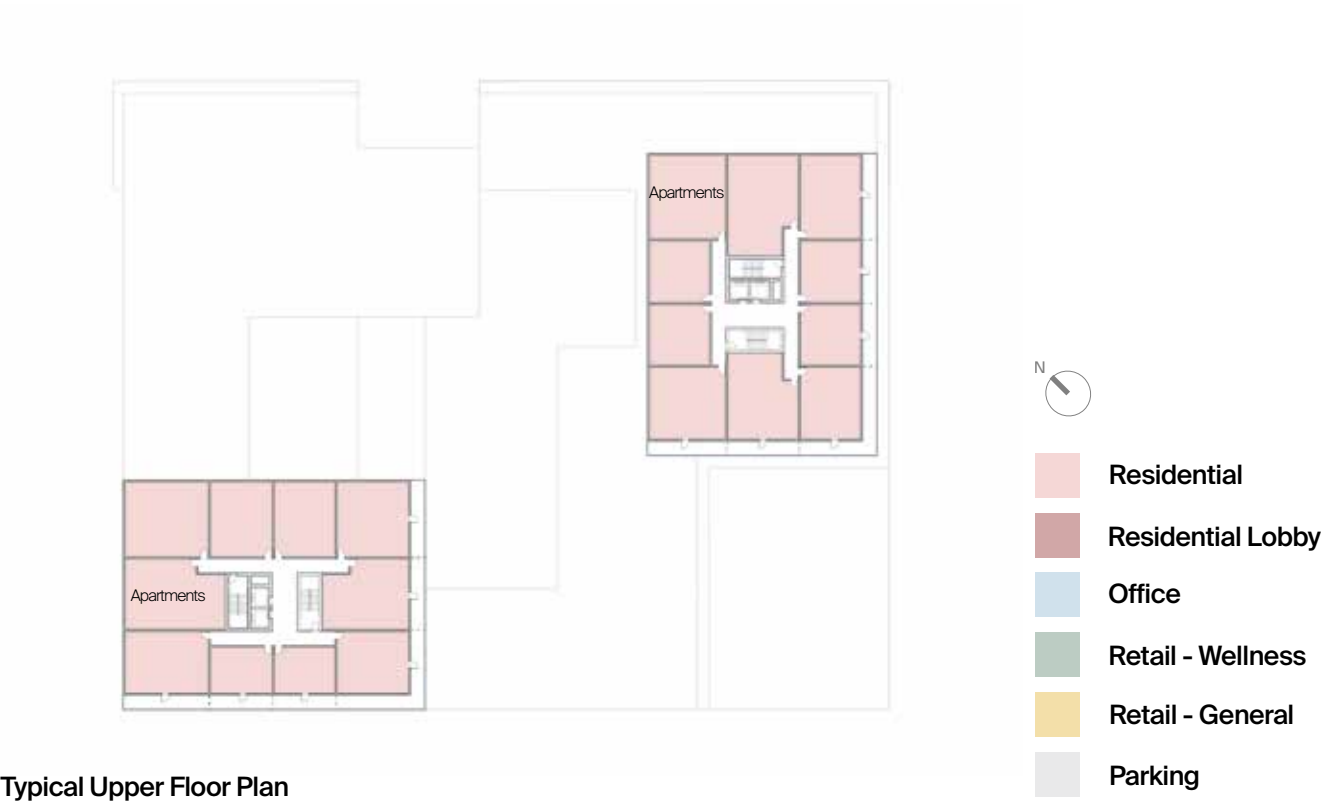 Apartments
N
Residential
Residential Lobby
Office
Apartments
Retail - Wellness
Retail - General
Parking
Typical Upper Floor Plan